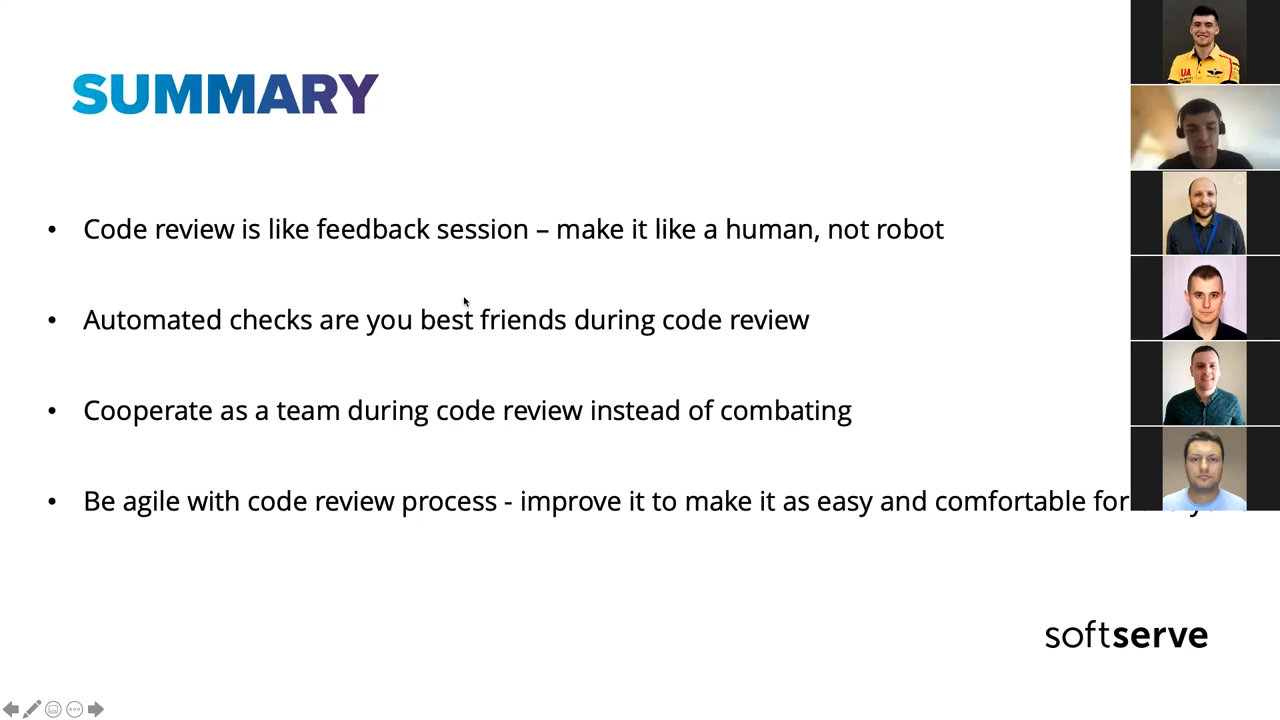 SUMMARY
• Code review is like feedback session – make it like a human, not robot
• Automated checks are you best friends during code review
• Cooperate as a team during code review instead of combating
• Be agile with code review process - improve it to make it as easy and comfortable for
softserve
UA